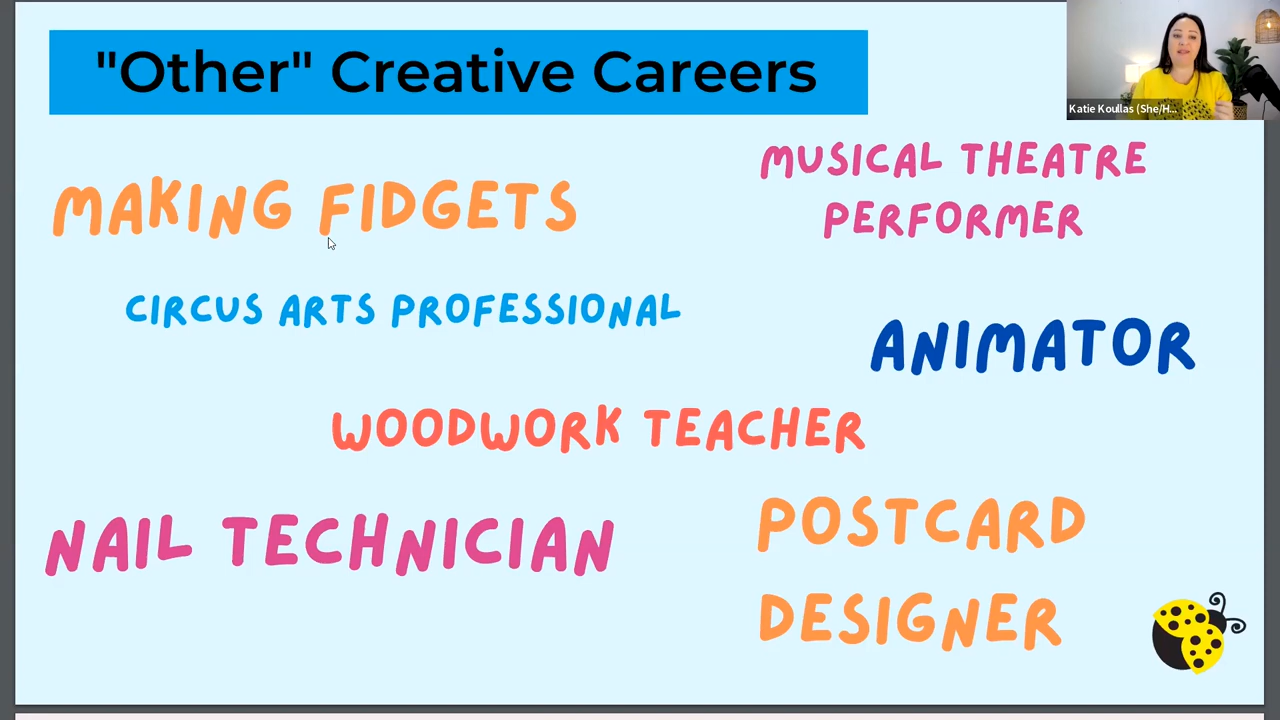 "Other" Creative Careers
Katie Koullas (She/H...
MUSICAL THEATRE
PERFORMER
MAKING FIDGETS
CIRCUS ARTS PROFESSIONAL
ANIMATOR
WOODWORK TEACHER
NAIL TECHNICIAN
POSTCARD
DESIGNER